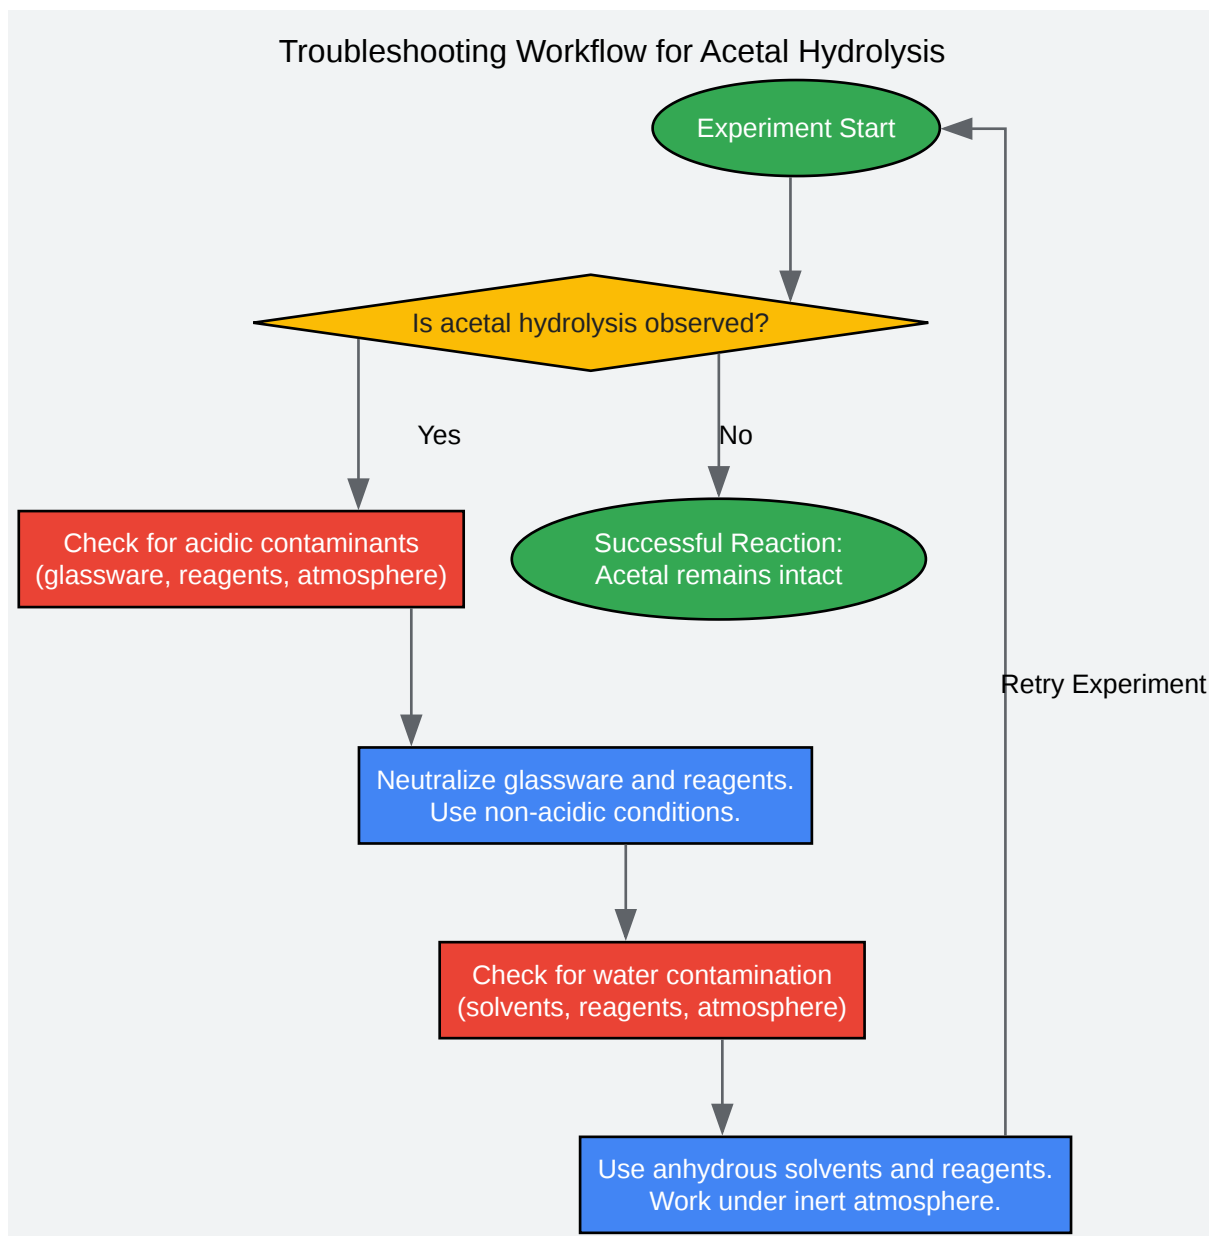 Troubleshooting Workflow for Acetal Hydrolysis
Experiment Start
Is acetal hydrolysis observed?
Yes
No
Check for acidic contaminants
(glassware, reagents, atmosphere)
Successful Reaction:
Acetal remains intact
Retry Experiment
Neutralize glassware and reagents.
Use non-acidic conditions.
Check for water contamination
(solvents, reagents, atmosphere)
Use anhydrous solvents and reagents.
Work under inert atmosphere.